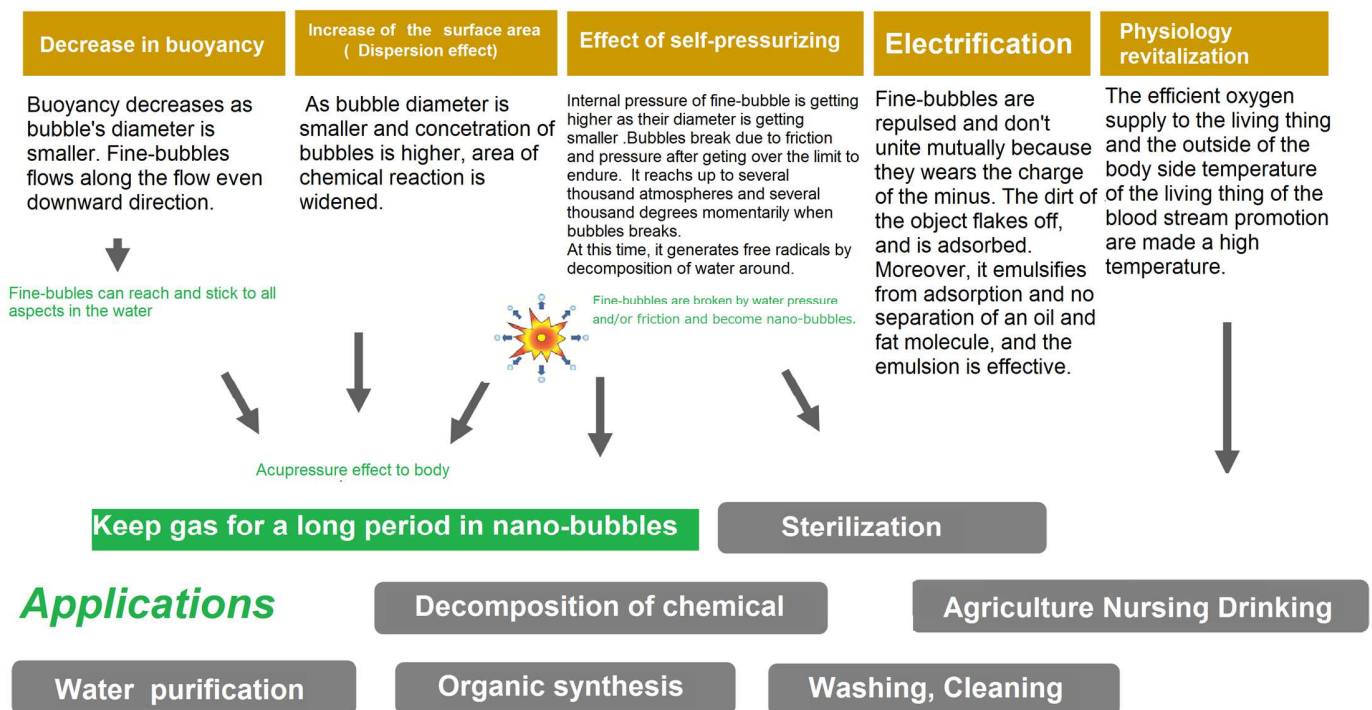 Decrease in buoyancy
Increase of the surface area
( Dispersion effect)
Effect of self-pressurizing
Electrification
Physiology
revitalization
Buoyancy decreases as
bubble's diameter is
smaller. Fine-bubbles
flows along the flow even
downward direction.
As bubble diameter is
smaller and concetration of
bubbles is higher, area of
chemical reaction is
widened.
Internal pressure of fine-bubble is getting
higher as their diameter is getting
smaller .Bubbles break due to friction
and pressure after geting over the limit to
endure. It reachs up to several
thousand atmospheres and several
thousand degrees momentarily when
bubbles breaks.
At this time, it generates free radicals by
decomposition of water around.
Fine-bubbles are
repulsed and don't
unite mutually because
they wears the charge
of the minus. The dirt of
the object flakes off,
and is adsorbed.
Moreover, it emulsifies
from adsorption and no
separation of an oil and
fat molecule, and the
emulsion is effective.
The efficient oxygen
supply to the living thing
and the outside of the
body side temperature
of the living thing of the
blood stream promotion
are made a high
temperature.
Fine-bubles can reach and stick to all
aspects in the water
Fine-bubbles are broken by water pressure
and/or friction and become nano-bubbles.
Acupressure effect to body
Keep gas for a long period in nano-bubbles
Sterilization
Applications
Decomposition of chemical
Agriculture Nursing Drinking
Water purification
Organic synthesis
Washing, Cleaning